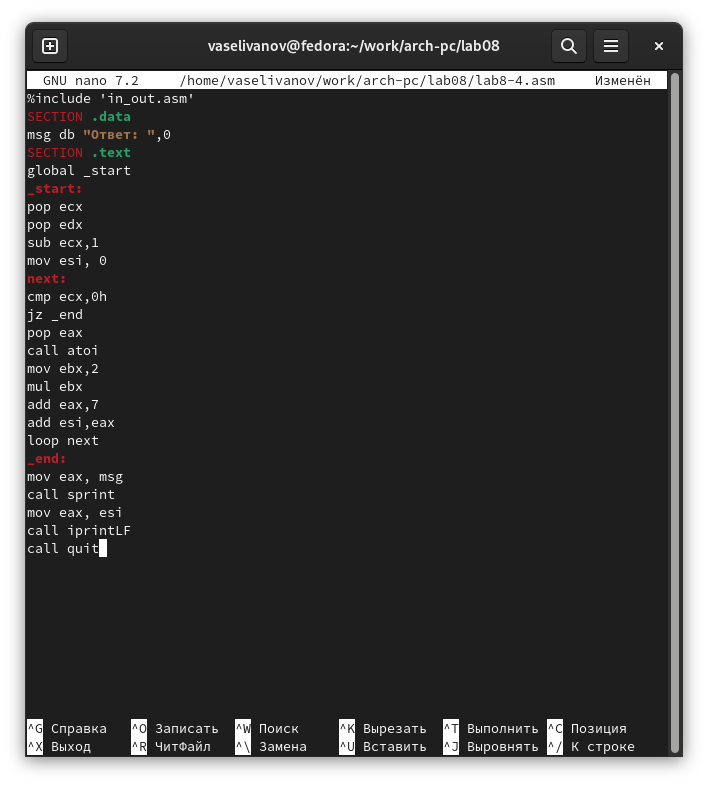 vaselivanov@fedora:~/work/arch-pc/lab08
GNU nano 7.2 /home/vaselivanov/work/arch-pc/lab08/lab8-4.asm Изменён
%include 'in_out.asm'
SECTION .data
msg db "Ответ: ",0
SECTION .text
global _start
_start:
pop ecx
pop edx
sub ecx,1
mov esi, 0
next:
cmp ecx,0h
jz _end
pop eax
call atoi
mov ebx,2
mul ebx
add eax,7
add esi,eax
loop next
_end:
mov eax, msg
call sprint
mov eax, esi
call iprintLF
call quit
^G Справка ^O Записать ^W Поиск ^K Вырезать ^T Выполнить ^C Позиция
^X Выход ^R ЧитФайл ^\ Замена ^U Вставить ^J Выровнять ^/ К строке